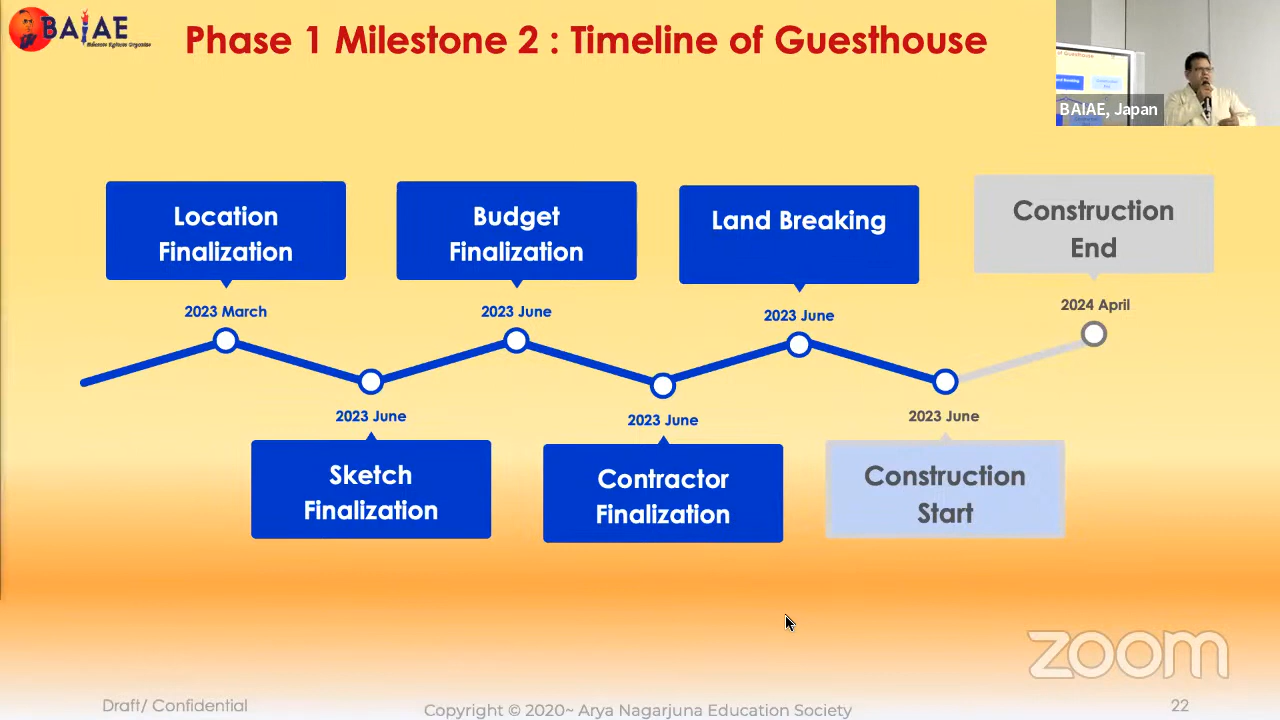 BAIAE
Phase 1 Milestone 2 : Timeline of Guesthouse
BAIAE, Japan
Location
Finalization
Budget
Finalization
Land Breaking
Construction
End
2023 March
2023 June
2023 June
2024 April
2023 June
2023 June
2023 June
Sketch
Finalization
Contractor
Finalization
Construction
Start
zoom
Draft/ Confidential
Copyright © 2020~ Arya Nagarjuna Education Society
22